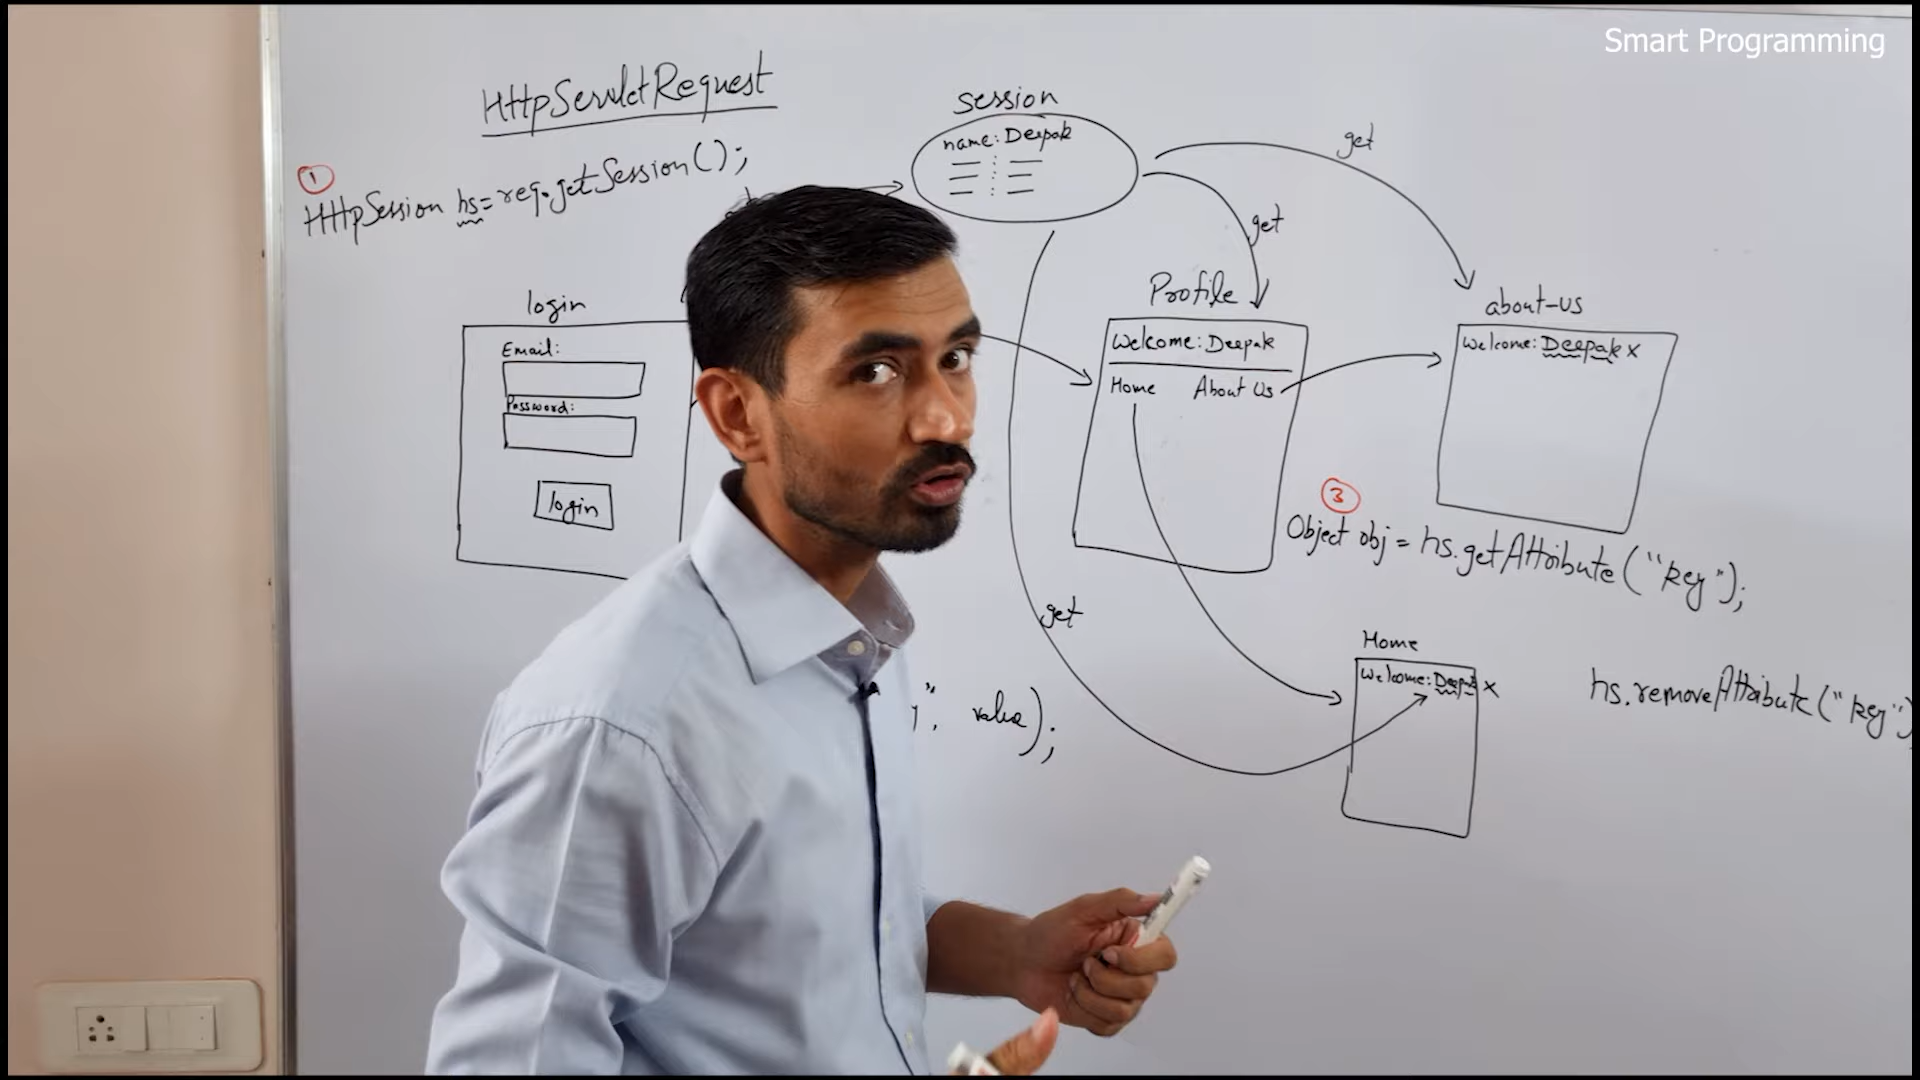 Smart Programming
HttpServletRequest
1
HttpSession hs=req.getSession();
session
name: Deepak
get
get
login
Email:
Password:
login
Profile
Welcome: Deepak
Home About Us
about-us
Welcome: Deepak x
3
Object obj = hs.getAttribute("key");
get
", value);
Home
Welcome: Deepak x
hs.removeAttribute("key")